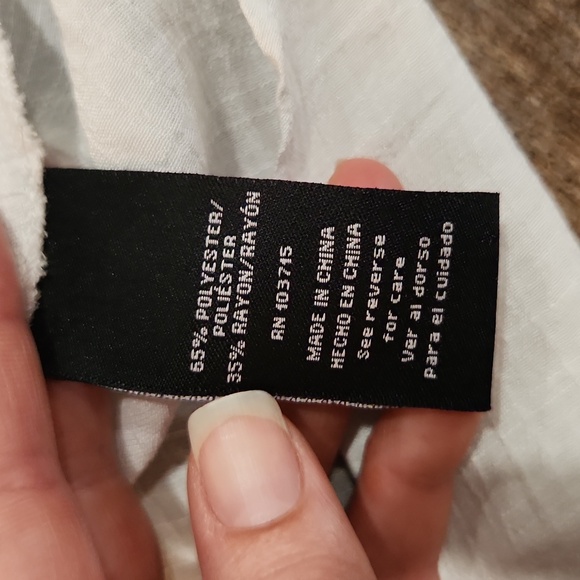 65% POLYESTER/
POLIÉSTER
35% RAYON/RAYÓN
RN 103715
MADE IN CHINA
HECHO EN CHINA
See reverse
for care
Ver al dorso
Para el cuidado